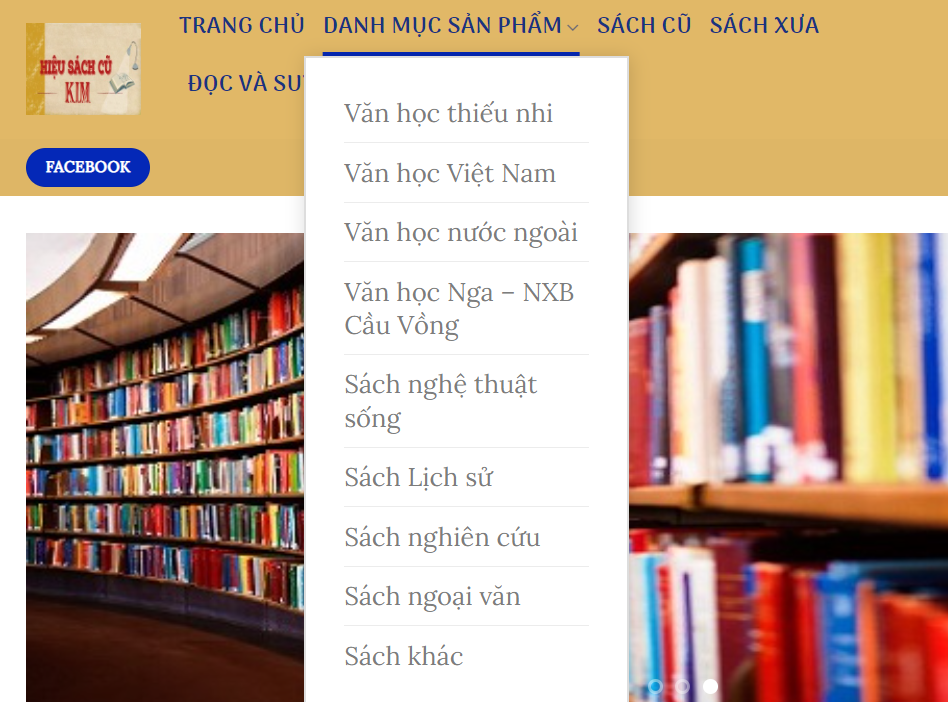 HIỆU SÁCH CŨ
KIM
TRANG CHỦ
DANH MỤC SẢN PHẨM
SÁCH CŨ
SÁCH XƯA
ĐỌC VÀ
FACEBOOK
Văn học thiếu nhi
Văn học Việt Nam
Văn học nước ngoài
Văn học Nga – NXB
Cầu Vồng
Sách nghệ thuật
sống
Sách Lịch sử
Sách nghiên cứu
Sách ngoại văn
Sách khác